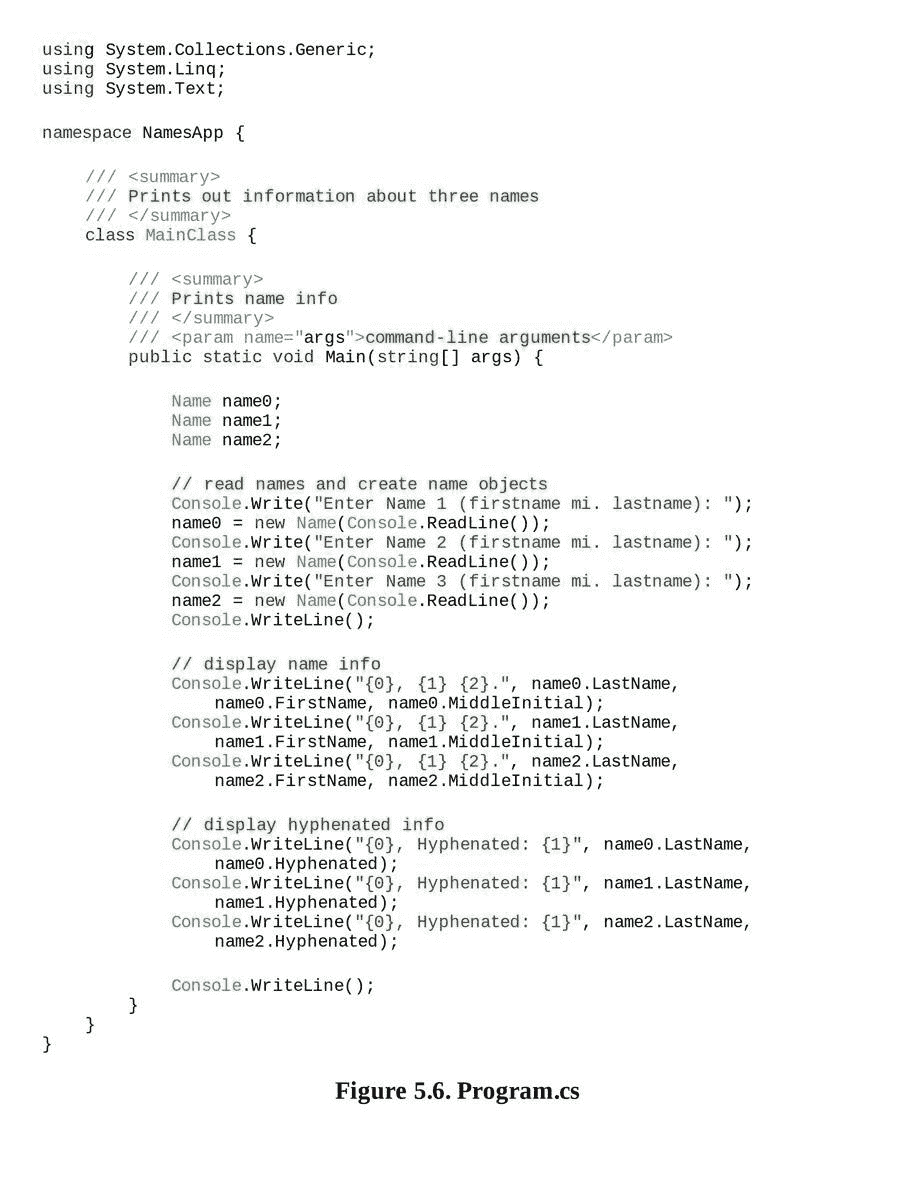 using System.Collections.Generic;
using System.Linq;
using System.Text;
namespace NamesApp {
/// <summary>
/// Prints out information about three names
/// </summary>
class MainClass {
/// <summary>
/// Prints name info
/// </summary>
/// <param name="args">command-line arguments</param>
public static void Main(string[] args) {
Name name0;
Name name1;
Name name2;
// read names and create name objects
Console.Write("Enter Name 1 (firstname mi. lastname): ");
name0 = new Name(Console.ReadLine());
Console.Write("Enter Name 2 (firstname mi. lastname): ");
name1 = new Name(Console.ReadLine());
Console.Write("Enter Name 3 (firstname mi. lastname): ");
name2 = new Name(Console.ReadLine());
Console.WriteLine();
// display name info
Console.WriteLine("{0}, {1} {2}.", name0.LastName,
name0.FirstName, name0.MiddleInitial);
Console.WriteLine("{0}, {1} {2}.", name1.LastName,
name1.FirstName, name1.MiddleInitial);
Console.WriteLine("{0}, {1} {2}.", name2.LastName,
name2.FirstName, name2.MiddleInitial);
// display hyphenated info
Console.WriteLine("{0}, Hyphenated: {1}", name0.LastName,
name0.Hyphenated);
Console.WriteLine("{0}, Hyphenated: {1}", name1.LastName,
name1.Hyphenated);
Console.WriteLine("{0}, Hyphenated: {1}", name2.LastName,
name2.Hyphenated);
Console.WriteLine();
}
}
}
Figure 5.6. Program.cs